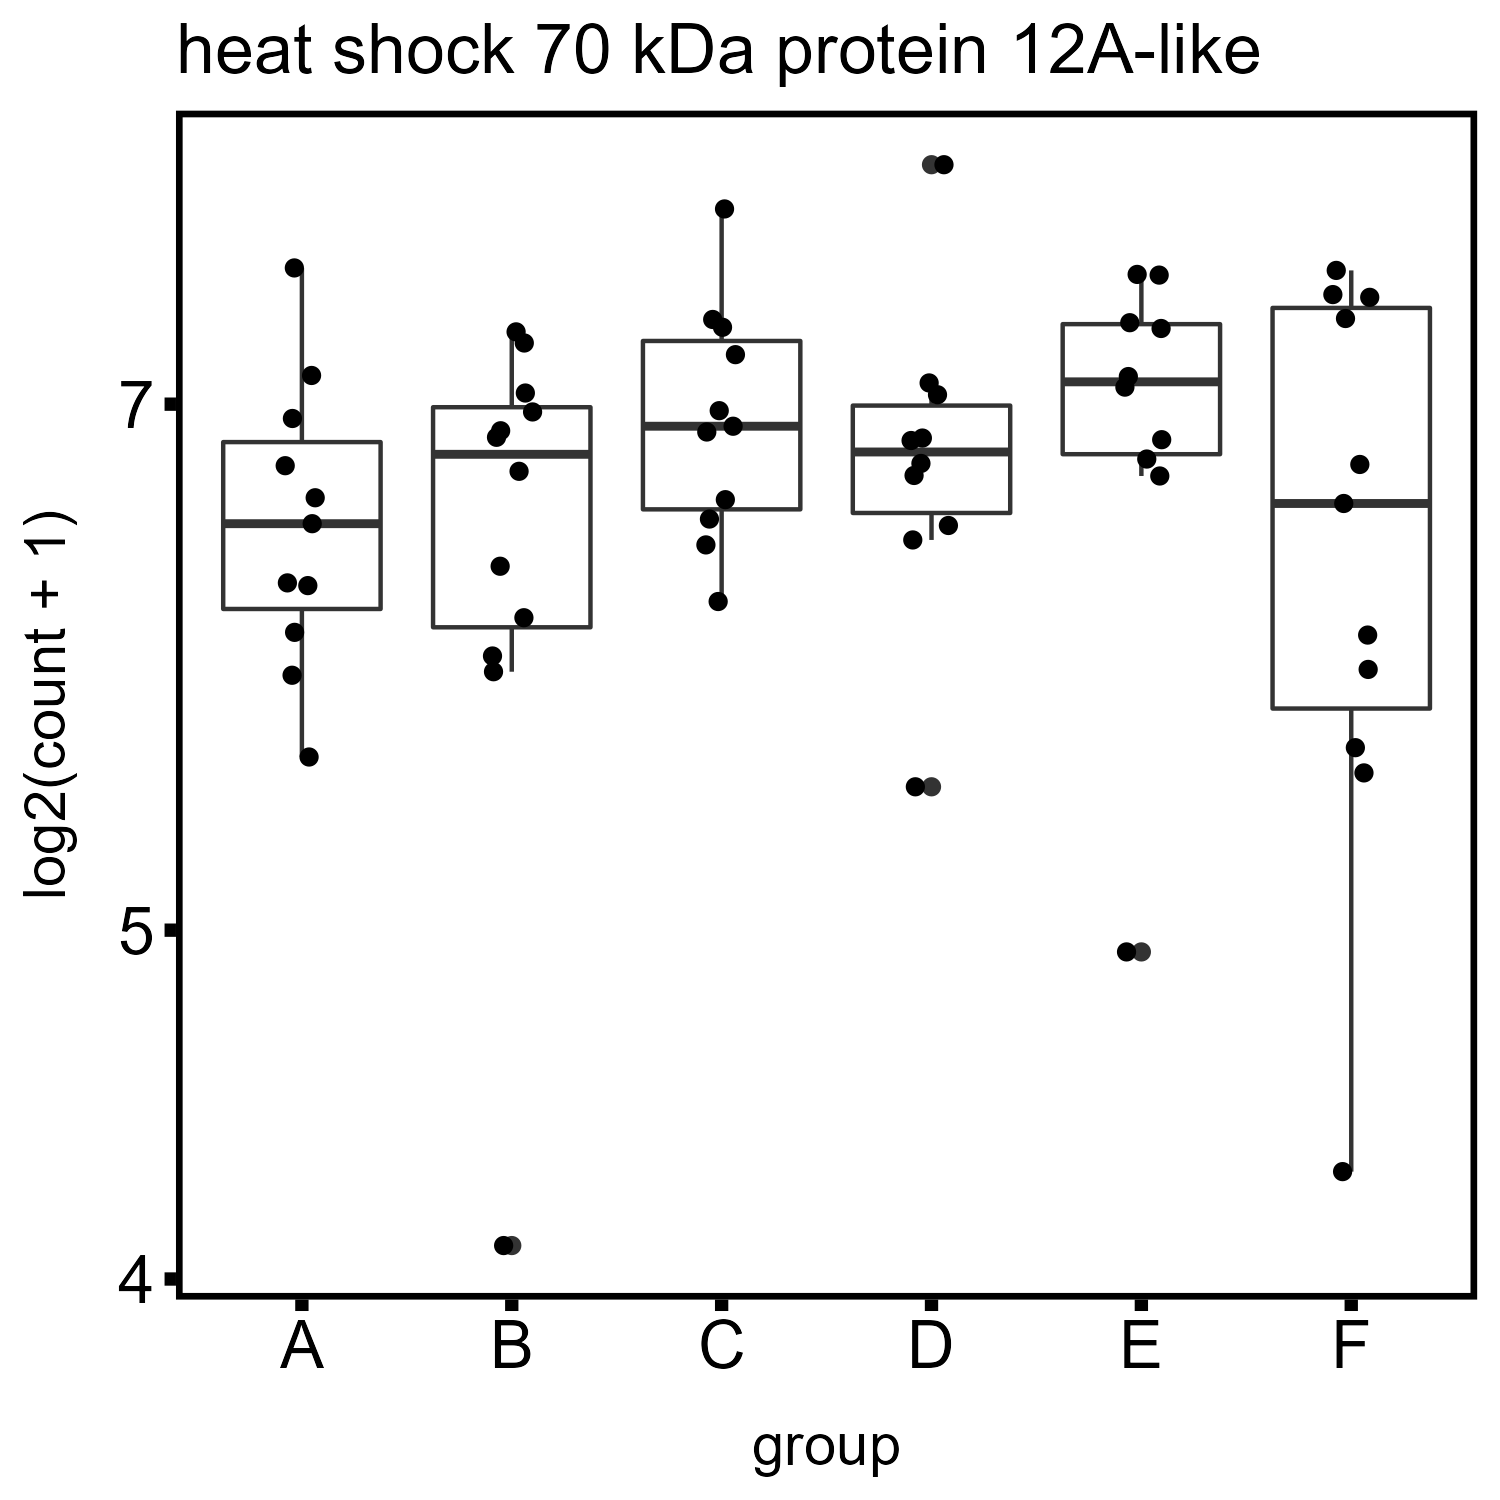 heat shock 70 kDa protein 12A-like
log2(count + 1)
7
5
4
A B C D E F
group